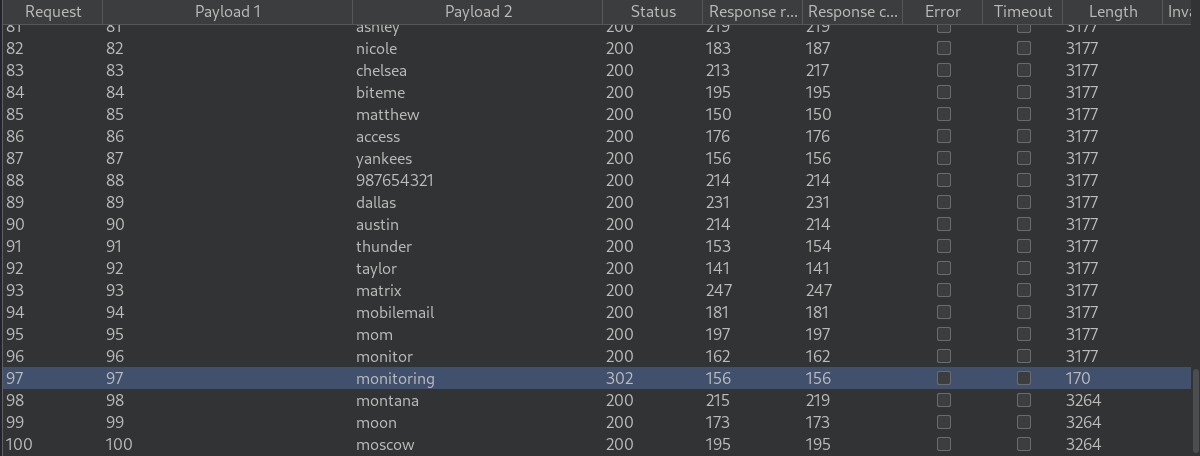 Request Payload 1 Payload 2 Status Response r... Response c... Error Timeout Length Inva
81 81 ashley 200 219 219 3177
82 82 nicole 200 183 187 3177
83 83 chelsea 200 213 217 3177
84 84 biteme 200 195 195 3177
85 85 matthew 200 150 150 3177
86 86 access 200 176 176 3177
87 87 yankees 200 156 156 3177
88 88 987654321 200 214 214 3177
89 89 dallas 200 231 231 3177
90 90 austin 200 214 214 3177
91 91 thunder 200 153 154 3177
92 92 taylor 200 141 141 3177
93 93 matrix 200 247 247 3177
94 94 mobilemail 200 181 181 3177
95 95 mom 200 197 197 3177
96 96 monitor 200 162 162 3177
97 97 monitoring 302 156 156 170
98 98 montana 200 215 219 3264
99 99 moon 200 173 173 3264
100 100 moscow 200 195 195 3264